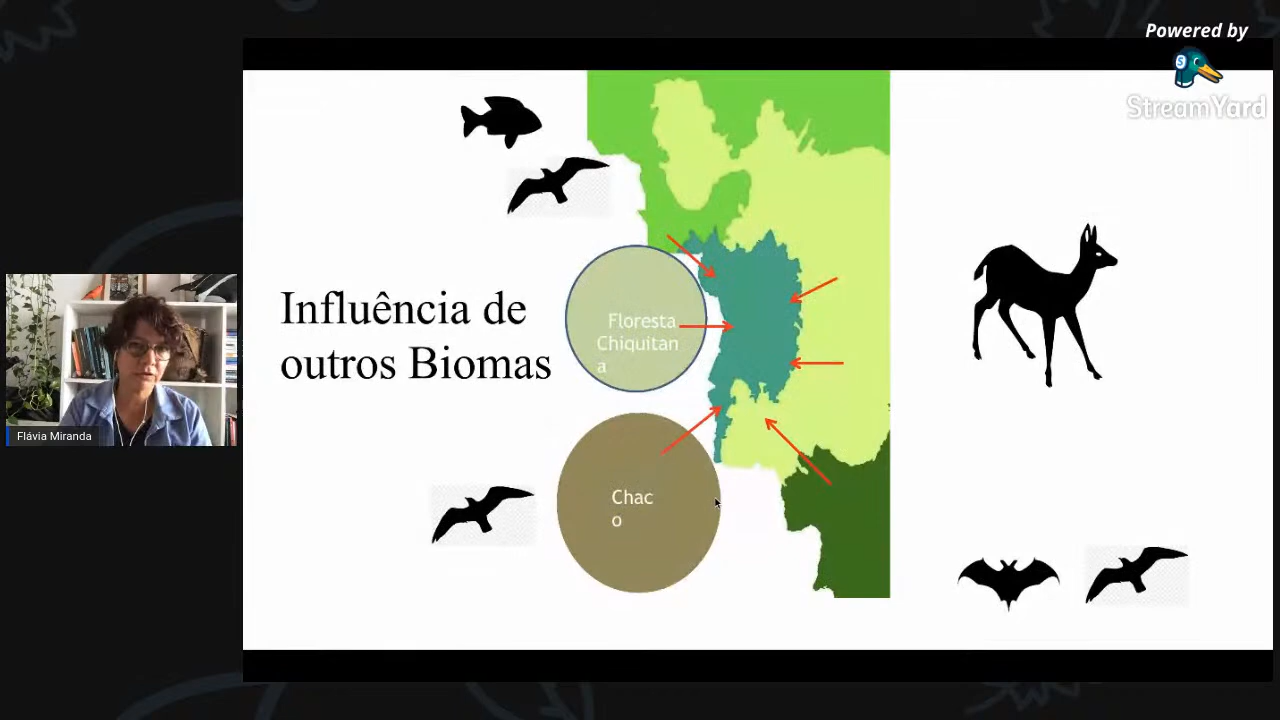 Powered by
StreamYard
Influência de
outros Biomas
Floresta
Chiquitan
a
Chac
o
Flávia Miranda